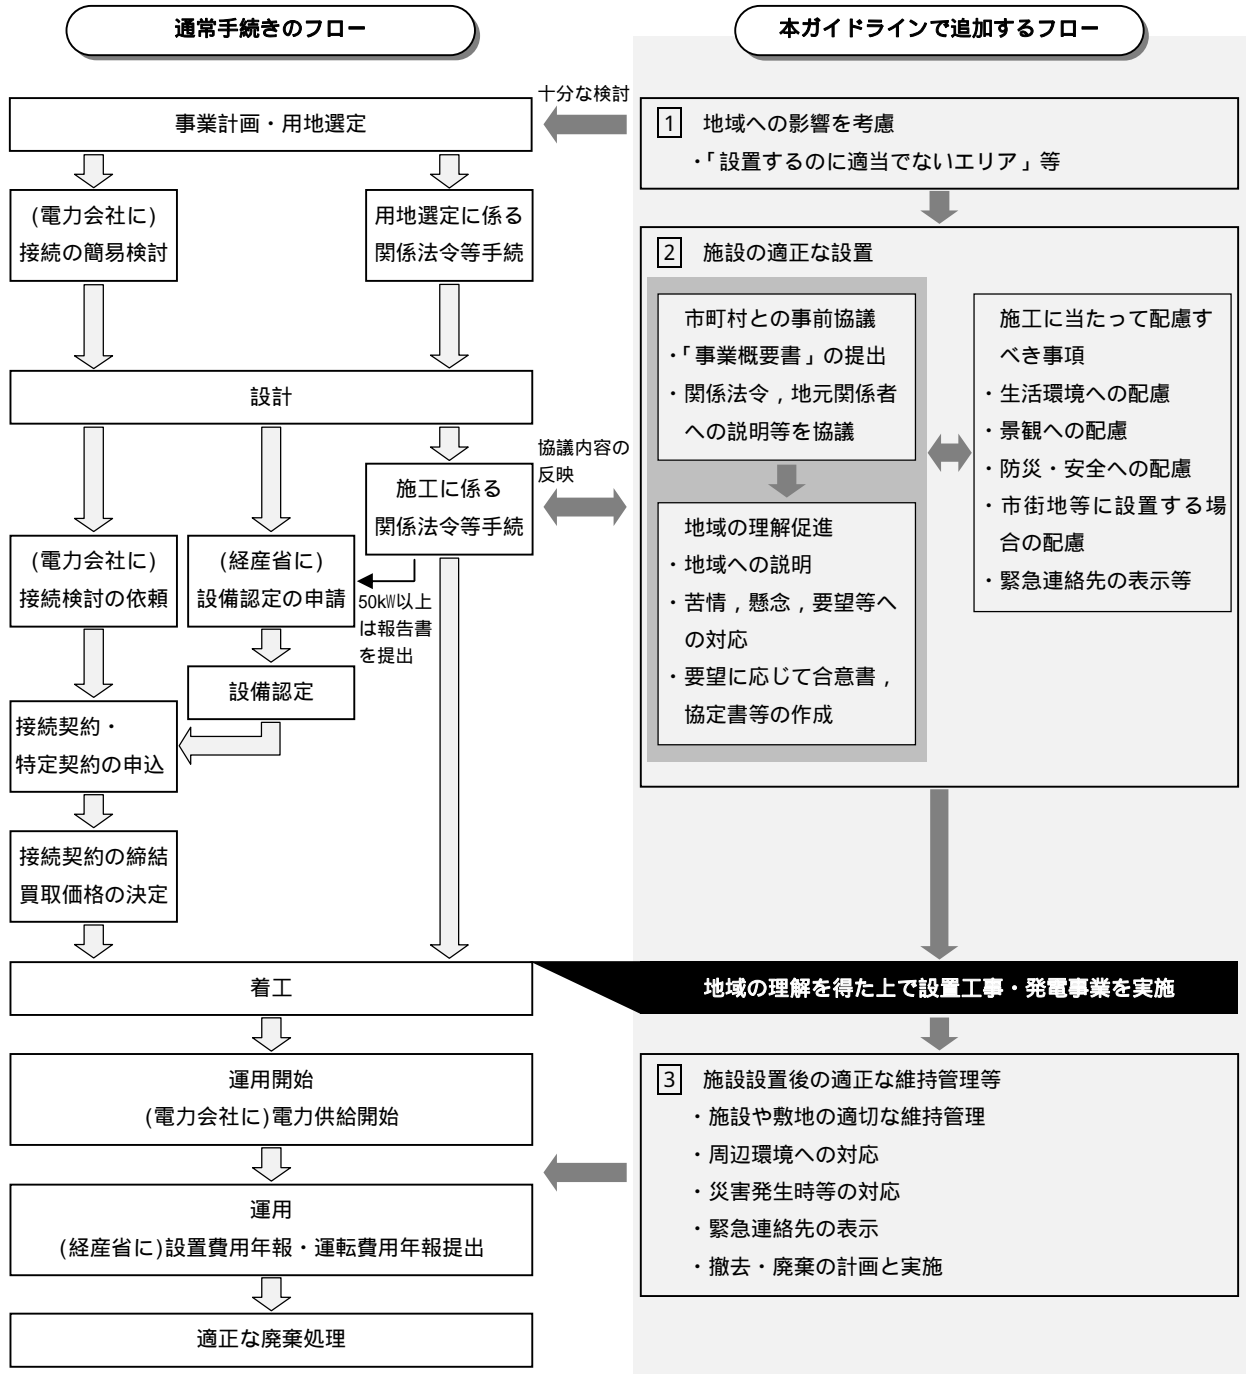 通常手続きのフロー
事業計画・用地選定
(電力会社に)
接続の簡易検討
用地選定に係る
関係法令等手続
設計
施工に係る
関係法令等手続
(電力会社に)
接続検討の依頼
(経産省に)
設備認定の申請
50kW以上
は報告書
を提出
設備認定
接続契約・
特定契約の申込
接続契約の締結
買取価格の決定
着工
運用開始
(電力会社に)電力供給開始
運用
(経産省に)設置費用年報・運転費用年報提出
適正な廃棄処理
十分な検討
協議内容の
反映
本ガイドラインで追加するフロー
1 地域への影響を考慮
・「設置するのに適当でないエリア」等
2 施設の適正な設置
市町村との事前協議
・「事業概要書」の提出
・関係法令，地元関係者
への説明等を協議
地域の理解促進
・地域への説明
・苦情，懸念，要望等へ
の対応
・要望に応じて合意書，
協定書等の作成
施工に当たって配慮す
べき事項
・生活環境への配慮
・景観への配慮
・防災・安全への配慮
・市街地等に設置する場
合の配慮
・緊急連絡先の表示等
地域の理解を得た上で設置工事・発電事業を実施
3 施設設置後の適正な維持管理等
・施設や敷地の適切な維持管理
・周辺環境への対応
・災害発生時等の対応
・緊急連絡先の表示
・撤去・廃棄の計画と実施